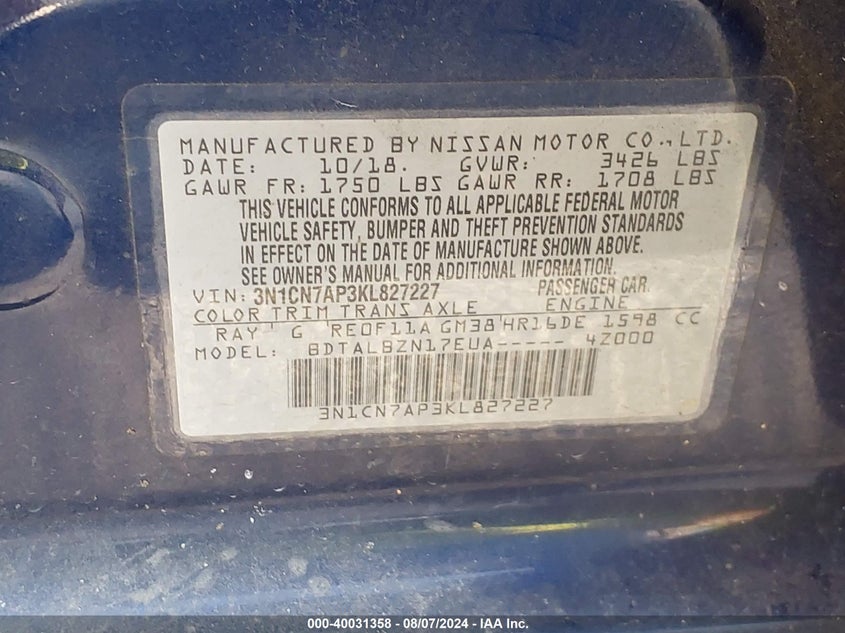 MANUFACTURED BY NISSAN MOTOR CO., LTD.
DATE: 10/18. GVWR: 3426 LBS
GAWR FR: 1750 LBS GAWR RR: 1708 LBS
THIS VEHICLE CONFORMS TO ALL APPLICABLE FEDERAL MOTOR
VEHICLE SAFETY, BUMPER AND THEFT PREVENTION STANDARDS
IN EFFECT ON THE DATE OF MANUFACTURE SHOWN ABOVE.
SEE OWNER'S MANUAL FOR ADDITIONAL INFORMATION.
VIN: 3N1CN7AP3KL827227 PASSENGER CAR.
COLOR TRIM TRANS AXLE ENGINE
RAY G RE0F11A GM38 HR16DE 1598 CC
MODEL: BDTALBZN17EUA----- 4Z000
3N1CN7AP3KL827227
000-40031358 - 08/07/2024 - IAA Inc.